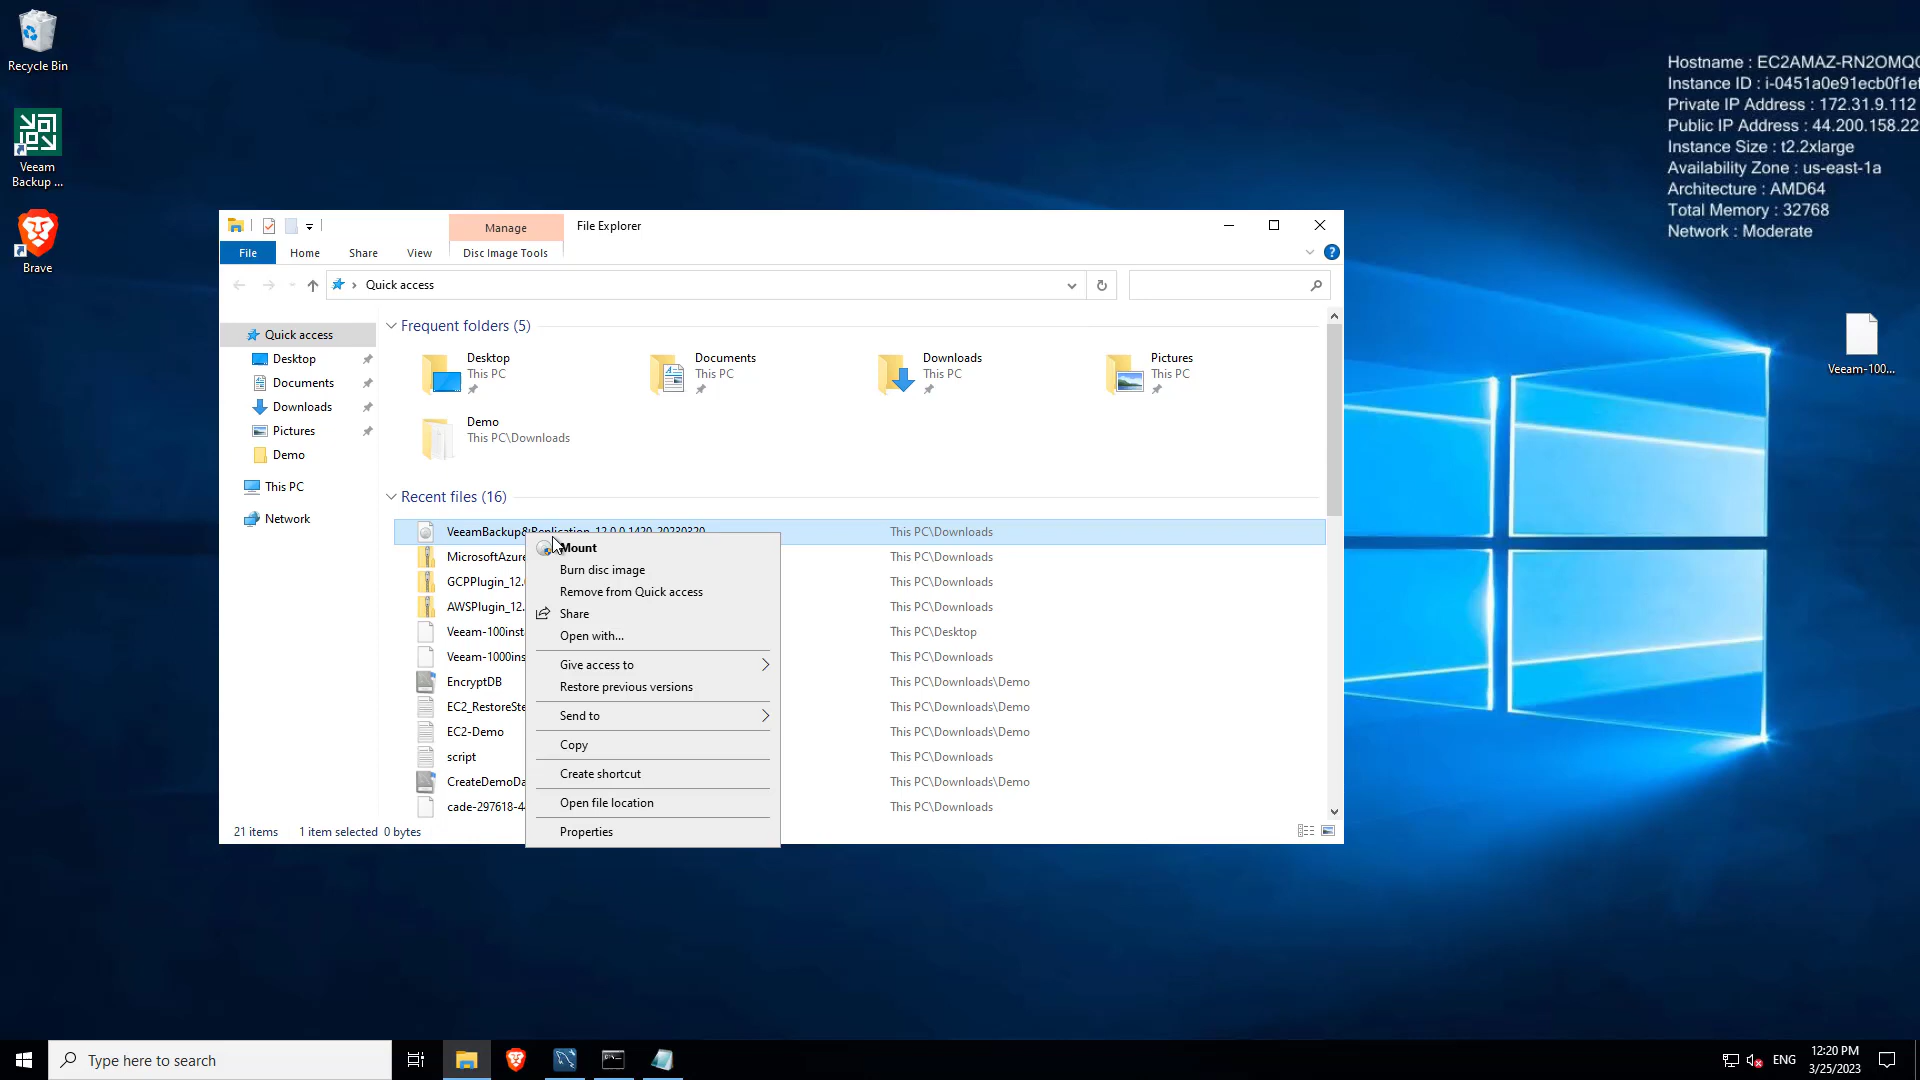 Recycle Bin
Veeam
Backup ...
Brave
Hostname : EC2AMAZ-RN2OMQ
Instance ID : i-0451a0e91ecb0f1e
Private IP Address : 172.31.9.112
Public IP Address : 44.200.158.22
Instance Size : t2.2xlarge
Availability Zone : us-east-1a
Architecture : AMD64
Total Memory : 32768
Network : Moderate
Veeam-100...
Manage
File Explorer
File
Home
Share
View
Disc Image Tools
Quick access
Quick access
Desktop
Documents
Downloads
Pictures
Demo
This PC
Network
Frequent folders (5)
Desktop
This PC
Documents
This PC
Downloads
This PC
Pictures
This PC
Demo
This PC\Downloads
Recent files (16)
VeeamBackup&Replication_12.0.0.1420_20230320 This PC\Downloads
MicrosoftAzure This PC\Downloads
GCPPlugin_12. This PC\Downloads
AWSPlugin_12. This PC\Downloads
Veeam-100inst This PC\Desktop
Veeam-1000ins This PC\Downloads
EncryptDB This PC\Downloads\Demo
EC2_RestoreSte This PC\Downloads\Demo
EC2-Demo This PC\Downloads\Demo
script This PC\Downloads
CreateDemoDa This PC\Downloads\Demo
cade-297618-4 This PC\Downloads
Mount
Burn disc image
Remove from Quick access
Share
Open with...
Give access to
Restore previous versions
Send to
Copy
Create shortcut
Open file location
Properties
21 items 1 item selected 0 bytes
Type here to search
ENG
12:20 PM
3/25/2023